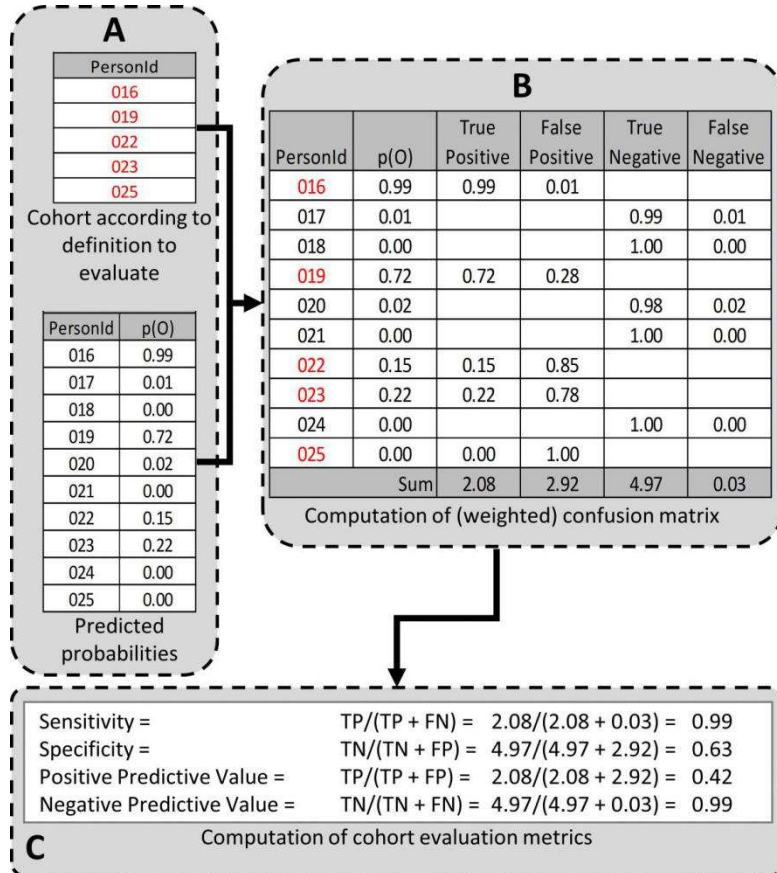 A
PersonId
016
019
022
023
025
Cohort according to
definition to
evaluate
PersonId p(O)
016 0.99
017 0.01
018 0.00
019 0.72
020 0.02
021 0.00
022 0.15
023 0.22
024 0.00
025 0.00
Predicted
probabilities
B
True False True False
PersonId p(O) Positive Positive Negative Negative
016 0.99 0.99 0.01
017 0.01 0.99 0.01
018 0.00 1.00 0.00
019 0.72 0.72 0.28
020 0.02 0.98 0.02
021 0.00 1.00 0.00
022 0.15 0.15 0.85
023 0.22 0.22 0.78
024 0.00 1.00 0.00
025 0.00 0.00 1.00
Sum 2.08 2.92 4.97 0.03
Computation of (weighted) confusion matrix
Sensitivity = TP/(TP + FN) = 2.08/(2.08 + 0.03) = 0.99
Specificity = TN/(TN + FP) = 4.97/(4.97 + 2.92) = 0.63
Positive Predictive Value = TP/(TP + FP) = 2.08/(2.08 + 2.92) = 0.42
Negative Predictive Value = TN/(TN + FN) = 4.97/(4.97 + 0.03) = 0.99
C Computation of cohort evaluation metrics